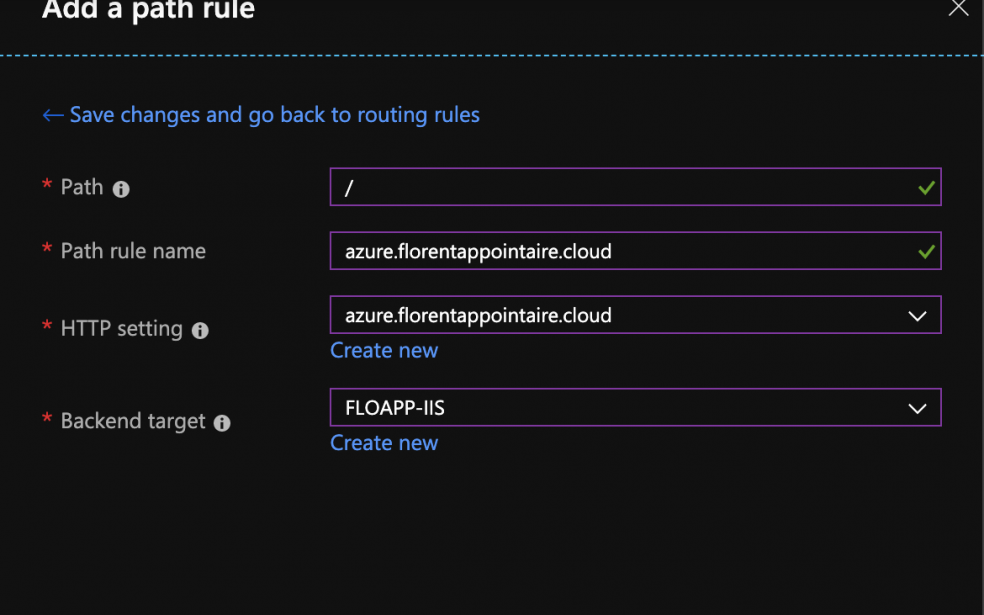 Add a path rule
← Save changes and go back to routing rules
* Path
/
* Path rule name
azure.florentappointaire.cloud
* HTTP setting
azure.florentappointaire.cloud
Create new
* Backend target
FLOAPP-IIS
Create new